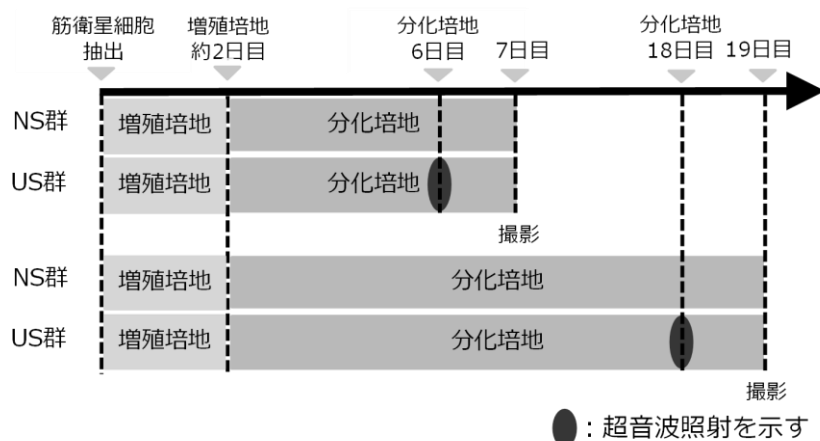 筋衛星細胞
抽出
増殖培地
約2日目
分化培地
6日目
7日目
分化培地
18日目
19日目
NS群
増殖培地
分化培地
US群
増殖培地
分化培地
撮影
NS群
増殖培地
分化培地
US群
増殖培地
分化培地
撮影
：超音波照射を示す